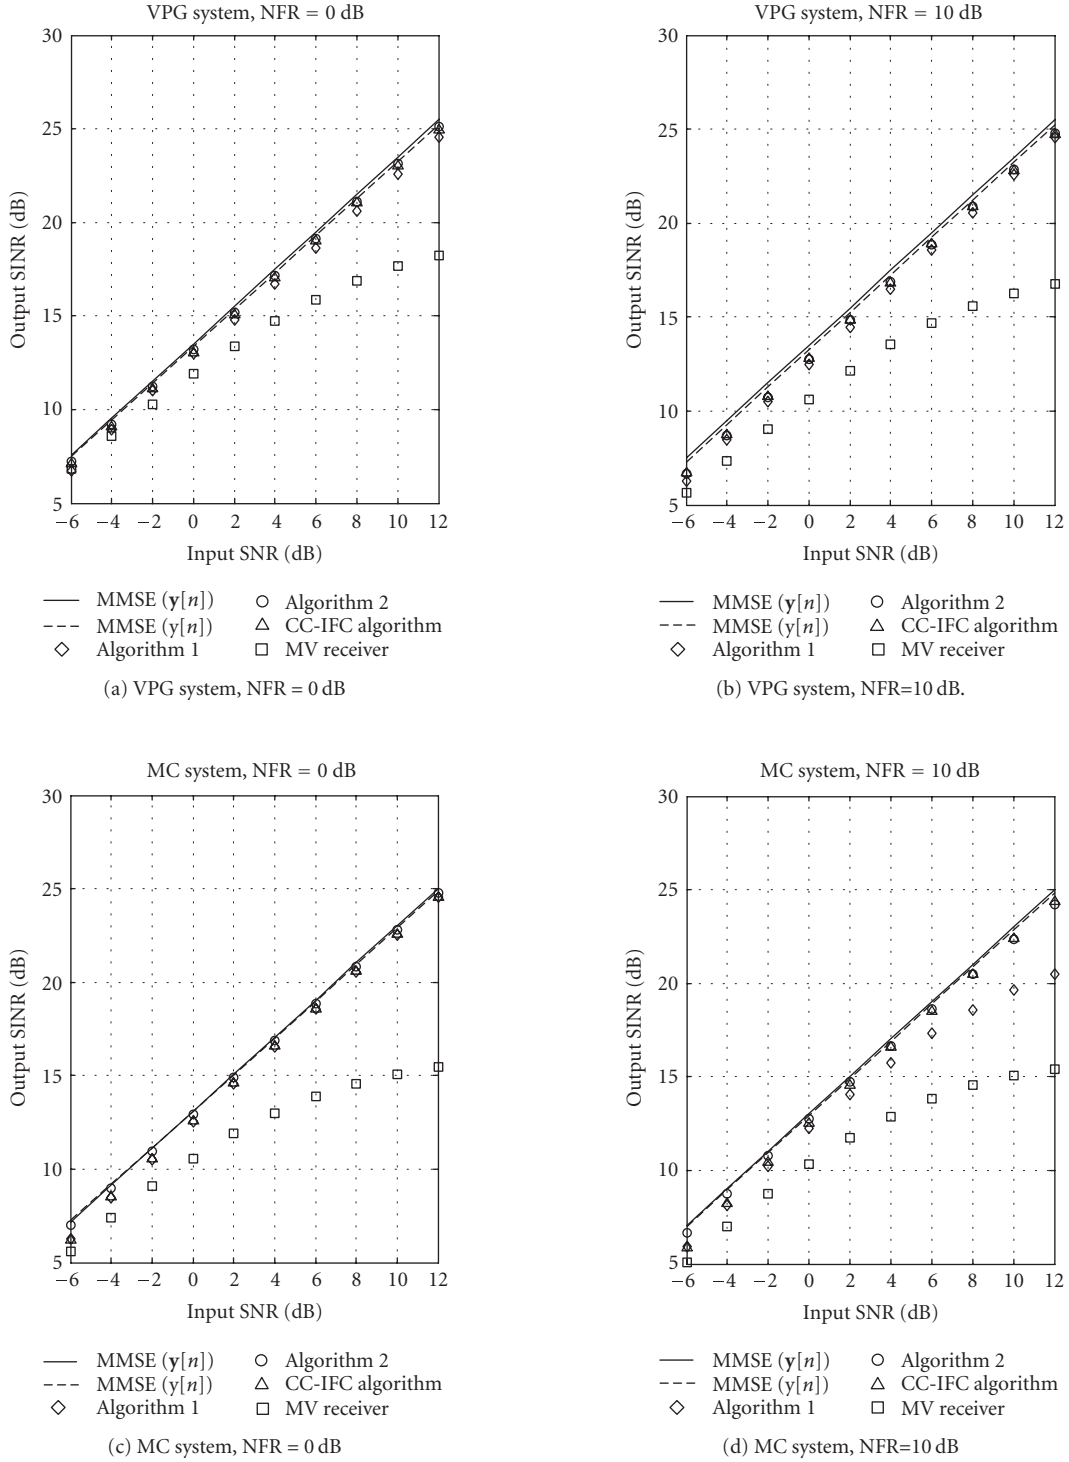 VPG system, NFR = 0 dB
30
25
20
15
10
5
Output SINR (dB)
−6 −4 −2 0 2 4 6 8 10 12
Input SNR (dB)
MMSE (y[n])
MMSE (y[n])
Algorithm 1
Algorithm 2
CC-IFC algorithm
MV receiver
(a) VPG system, NFR = 0 dB
VPG system, NFR = 10 dB
30
25
20
15
10
5
Output SINR (dB)
−6 −4 −2 0 2 4 6 8 10 12
Input SNR (dB)
MMSE (y[n])
MMSE (y[n])
Algorithm 1
Algorithm 2
CC-IFC algorithm
MV receiver
(b) VPG system, NFR=10 dB.
MC system, NFR = 0 dB
30
25
20
15
10
5
Output SINR (dB)
−6 −4 −2 0 2 4 6 8 10 12
Input SNR (dB)
MMSE (y[n])
MMSE (y[n])
Algorithm 1
Algorithm 2
CC-IFC algorithm
MV receiver
(c) MC system, NFR = 0 dB
MC system, NFR = 10 dB
30
25
20
15
10
5
Output SINR (dB)
−6 −4 −2 0 2 4 6 8 10 12
Input SNR (dB)
MMSE (y[n])
MMSE (y[n])
Algorithm 1
Algorithm 2
CC-IFC algorithm
MV receiver
(d) MC system, NFR=10 dB